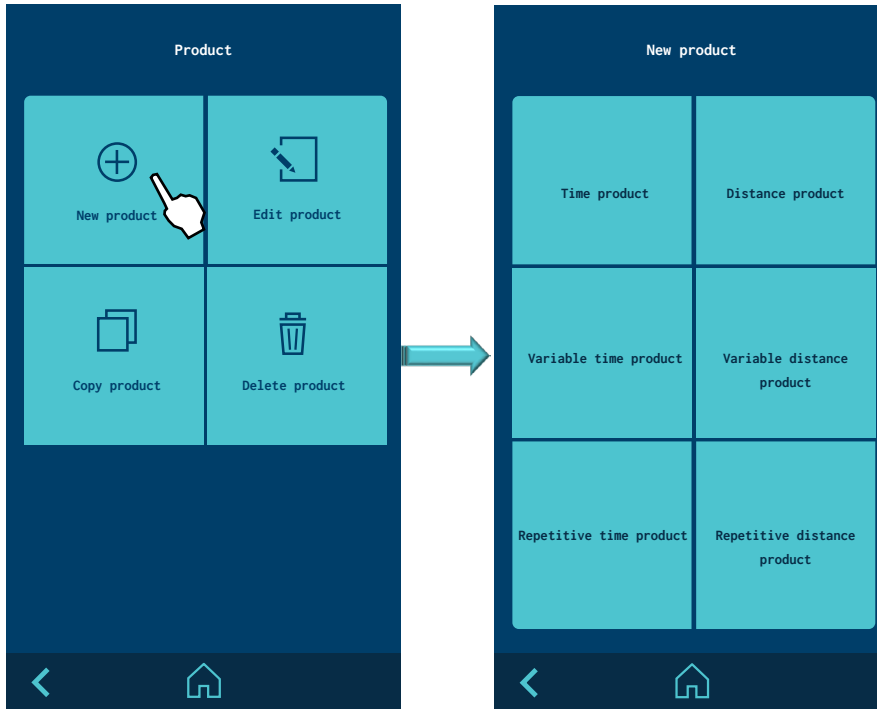 Product
New product
Edit product
Copy product
Delete product
New product
Time product
Distance product
Variable time product
Variable distance
product
Repetitive time product
Repetitive distance
product